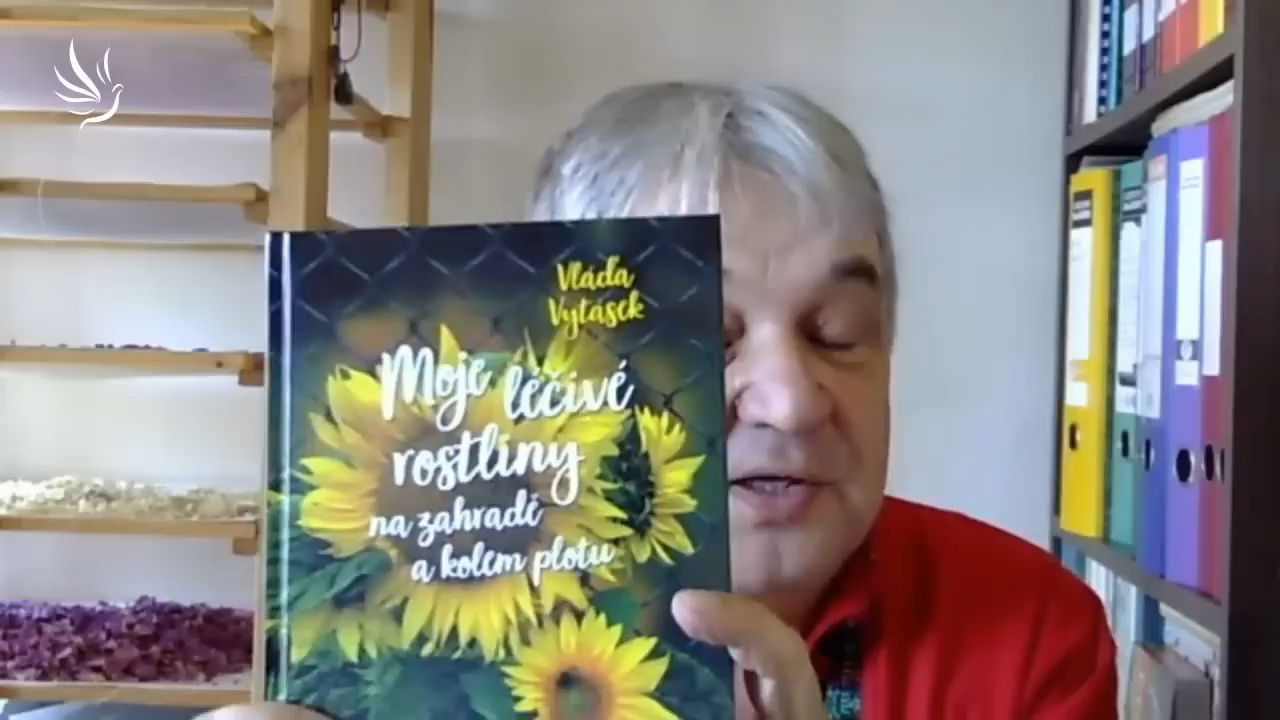 Vláďa
Vytásek
Moje léčivé
rostliny
na zahradě
a kolem plotu